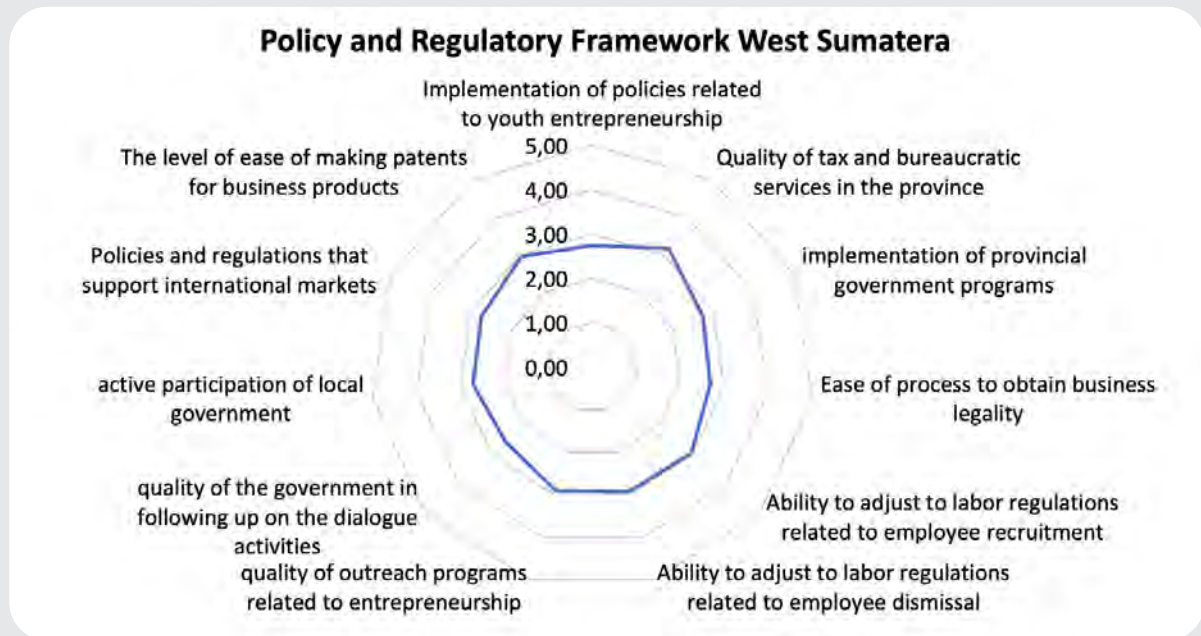 Policy and Regulatory Framework West Sumatera
Implementation of policies related
to youth entrepreneurship
Quality of tax and bureaucratic
services in the province
implementation of provincial
government programs
Ease of process to obtain business
legality
Ability to adjust to labor regulations
related to employee recruitment
Ability to adjust to labor regulations
related to employee dismissal
quality of outreach programs
related to entrepreneurship
quality of the government in
following up on the dialogue
activities
active participation of local
government
Policies and regulations that
support international markets
The level of ease of making patents
for business products
5,00
4,00
3,00
2,00
1,00
0,00